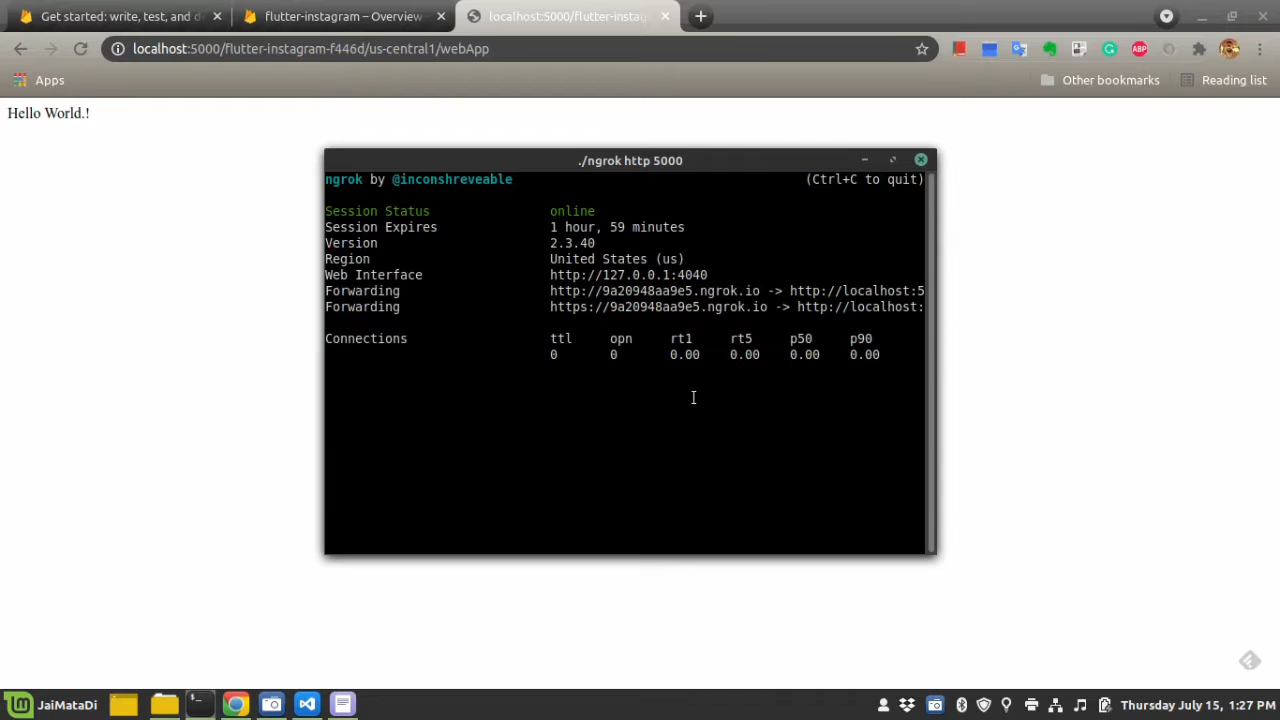 Get started: write, test, and d
flutter-instagram – Overview
localhost:5000/flutter-instag
localhost:5000/flutter-instagram-f446d/us-central1/webApp
ABP
Apps
Other bookmarks
Reading list
Hello World.!
./ngrok http 5000
ngrok by @inconshreveable (Ctrl+C to quit)
Session Status online
Session Expires 1 hour, 59 minutes
Version 2.3.40
Region United States (us)
Web Interface http://127.0.0.1:4040
Forwarding http://9a20948aa9e5.ngrok.io -> http://localhost:5
Forwarding https://9a20948aa9e5.ngrok.io -> http://localhost:
Connections ttl opn rt1 rt5 p50 p90
0 0 0.00 0.00 0.00 0.00
JaiMataDi
Thursday July 15, 1:27 PM